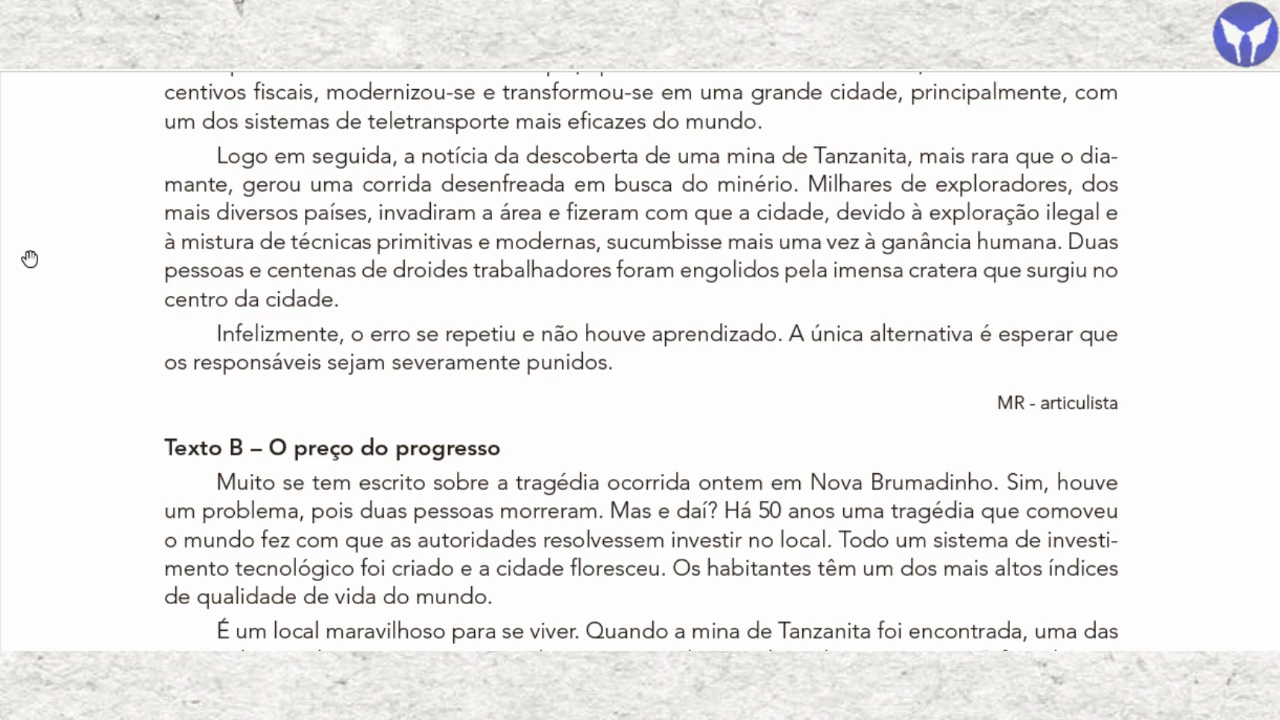 centivos fiscais, modernizou-se e transformou-se em uma grande cidade, principalmente, com
um dos sistemas de teletransporte mais eficazes do mundo.
Logo em seguida, a notícia da descoberta de uma mina de Tanzanita, mais rara que o dia-
mante, gerou uma corrida desenfreada em busca do minério. Milhares de exploradores, dos
mais diversos países, invadiram a área e fizeram com que a cidade, devido à exploração ilegal e
à mistura de técnicas primitivas e modernas, sucumbisse mais uma vez à ganância humana. Duas
pessoas e centenas de droides trabalhadores foram engolidos pela imensa cratera que surgiu no
centro da cidade.
Infelizmente, o erro se repetiu e não houve aprendizado. A única alternativa é esperar que
os responsáveis sejam severamente punidos.
MR - articulista
Texto B – O preço do progresso
Muito se tem escrito sobre a tragédia ocorrida ontem em Nova Brumadinho. Sim, houve
um problema, pois duas pessoas morreram. Mas e daí? Há 50 anos uma tragédia que comoveu
o mundo fez com que as autoridades resolvessem investir no local. Todo um sistema de investi-
mento tecnológico foi criado e a cidade floresceu. Os habitantes têm um dos mais altos índices
de qualidade de vida do mundo.
É um local maravilhoso para se viver. Quando a mina de Tanzanita foi encontrada, uma das